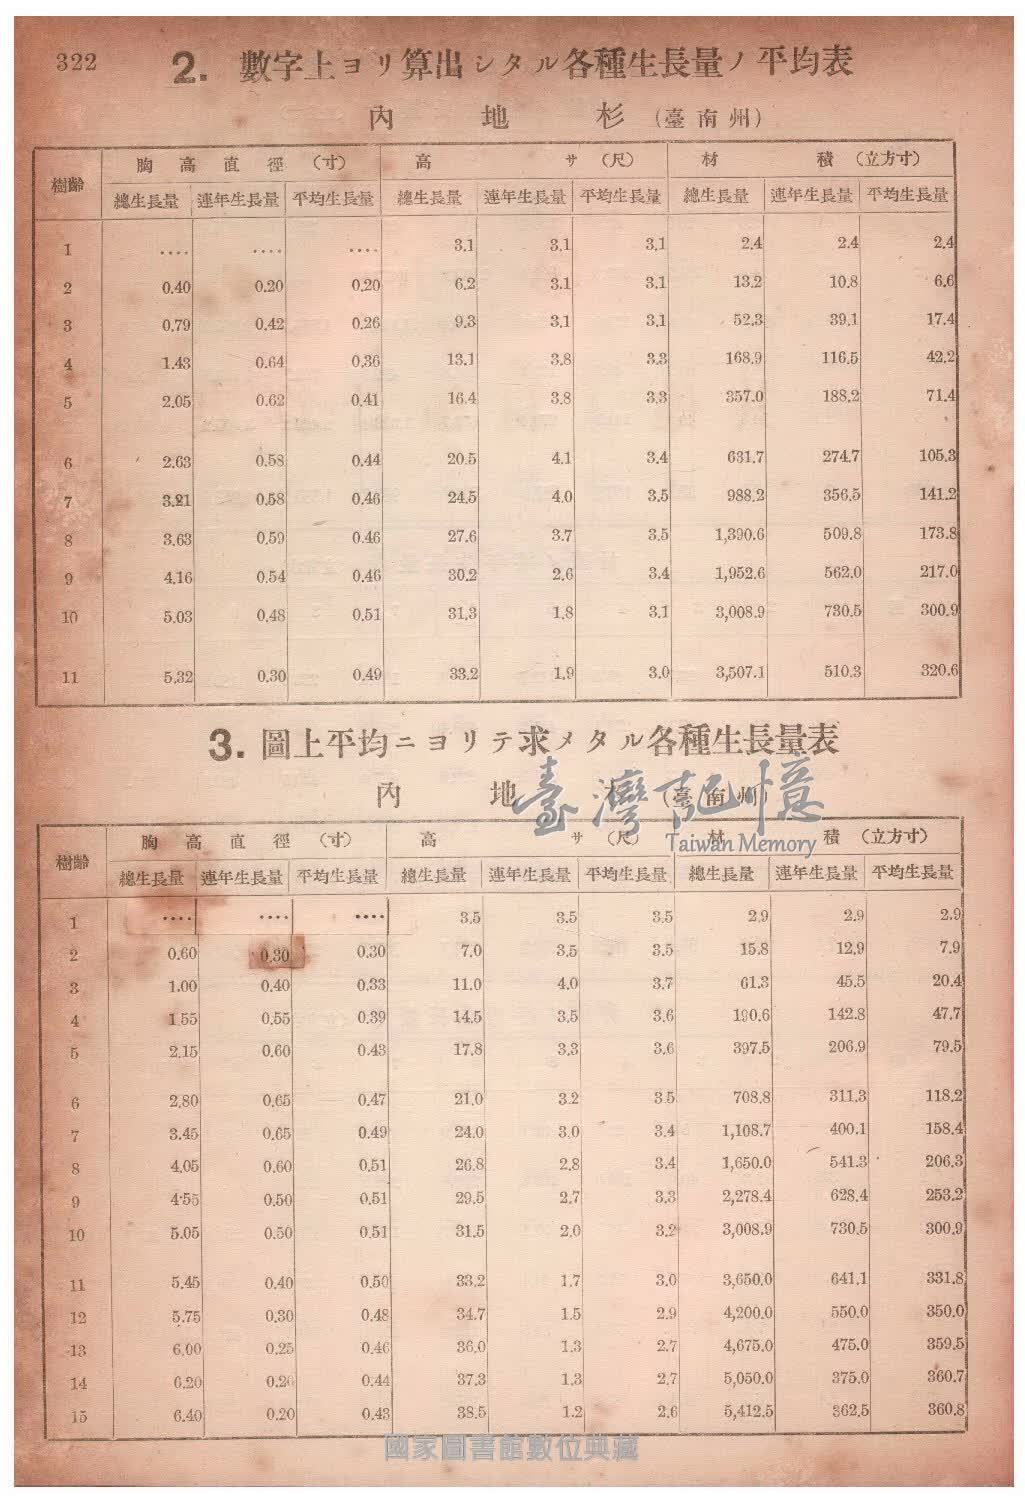 322
2. 數字上ヨリ算出シタル各種生長量ノ平均表
內 地 杉 (臺南州)
樹齡 胸高直徑 (寸) 高サ (尺) 材積 (立方寸)
總生長量 連年生長量 平均生長量 總生長量 連年生長量 平均生長量 總生長量 連年生長量 平均生長量
1 .... .... .... 3.1 3.1 3.1 2.4 2.4 2.4
2 0.40 0.20 0.20 6.2 3.1 3.1 13.2 10.8 6.6
3 0.79 0.42 0.26 9.3 3.1 3.1 52.3 39.1 17.4
4 1.43 0.64 0.36 13.1 3.8 3.3 168.9 116.5 42.2
5 2.05 0.62 0.41 16.4 3.8 3.3 357.0 188.2 71.4
6 2.63 0.58 0.44 20.5 4.1 3.4 631.7 274.7 105.3
7 3.21 0.58 0.46 24.5 4.0 3.5 988.2 356.5 141.2
8 3.63 0.59 0.46 27.6 3.7 3.5 1,390.6 509.8 173.8
9 4.16 0.54 0.46 30.2 2.6 3.4 1,952.6 562.0 217.0
10 5.03 0.48 0.51 31.3 1.8 3.1 3,008.9 730.5 300.9
11 5.32 0.30 0.49 33.2 1.9 3.0 3,507.1 510.3 320.6
3. 圖上平均ニヨリテ求メタル各種生長量表
內 地 (臺南州)
臺灣記憶
Taiwan Memory
樹齡 胸高直徑 (寸) 高サ (尺) 材積 (立方寸)
總生長量 連年生長量 平均生長量 總生長量 連年生長量 平均生長量 總生長量 連年生長量 平均生長量
1 .... .... .... 3.5 3.5 3.5 2.9 2.9 2.9
2 0.60 0.30 0.30 7.0 3.5 3.5 15.8 12.9 7.9
3 1.00 0.40 0.33 11.0 4.0 3.7 61.3 45.5 20.4
4 1.55 0.55 0.39 14.5 3.5 3.6 190.6 142.8 47.7
5 2.15 0.60 0.43 17.8 3.3 3.6 397.5 206.9 79.5
6 2.80 0.65 0.47 21.0 3.2 3.5 708.8 311.3 118.2
7 3.45 0.65 0.49 24.0 3.0 3.4 1,108.7 400.1 158.4
8 4.05 0.60 0.51 26.8 2.8 3.4 1,650.0 541.3 206.3
9 4.55 0.50 0.51 29.5 2.7 3.3 2,278.4 628.4 253.2
10 5.05 0.50 0.51 31.5 2.0 3.2 3,008.9 730.5 300.9
11 5.45 0.40 0.50 33.2 1.7 3.0 3,650.0 641.1 331.8
12 5.75 0.30 0.48 34.7 1.5 2.9 4,200.0 550.0 350.0
13 6.00 0.25 0.46 36.0 1.3 2.7 4,675.0 475.0 359.5
14 6.20 0.20 0.44 37.3 1.3 2.7 5,050.0 375.0 360.7
15 6.40 0.20 0.43 38.5 1.2 2.6 5,412.5 362.5 360.8
國家圖書館數位典藏